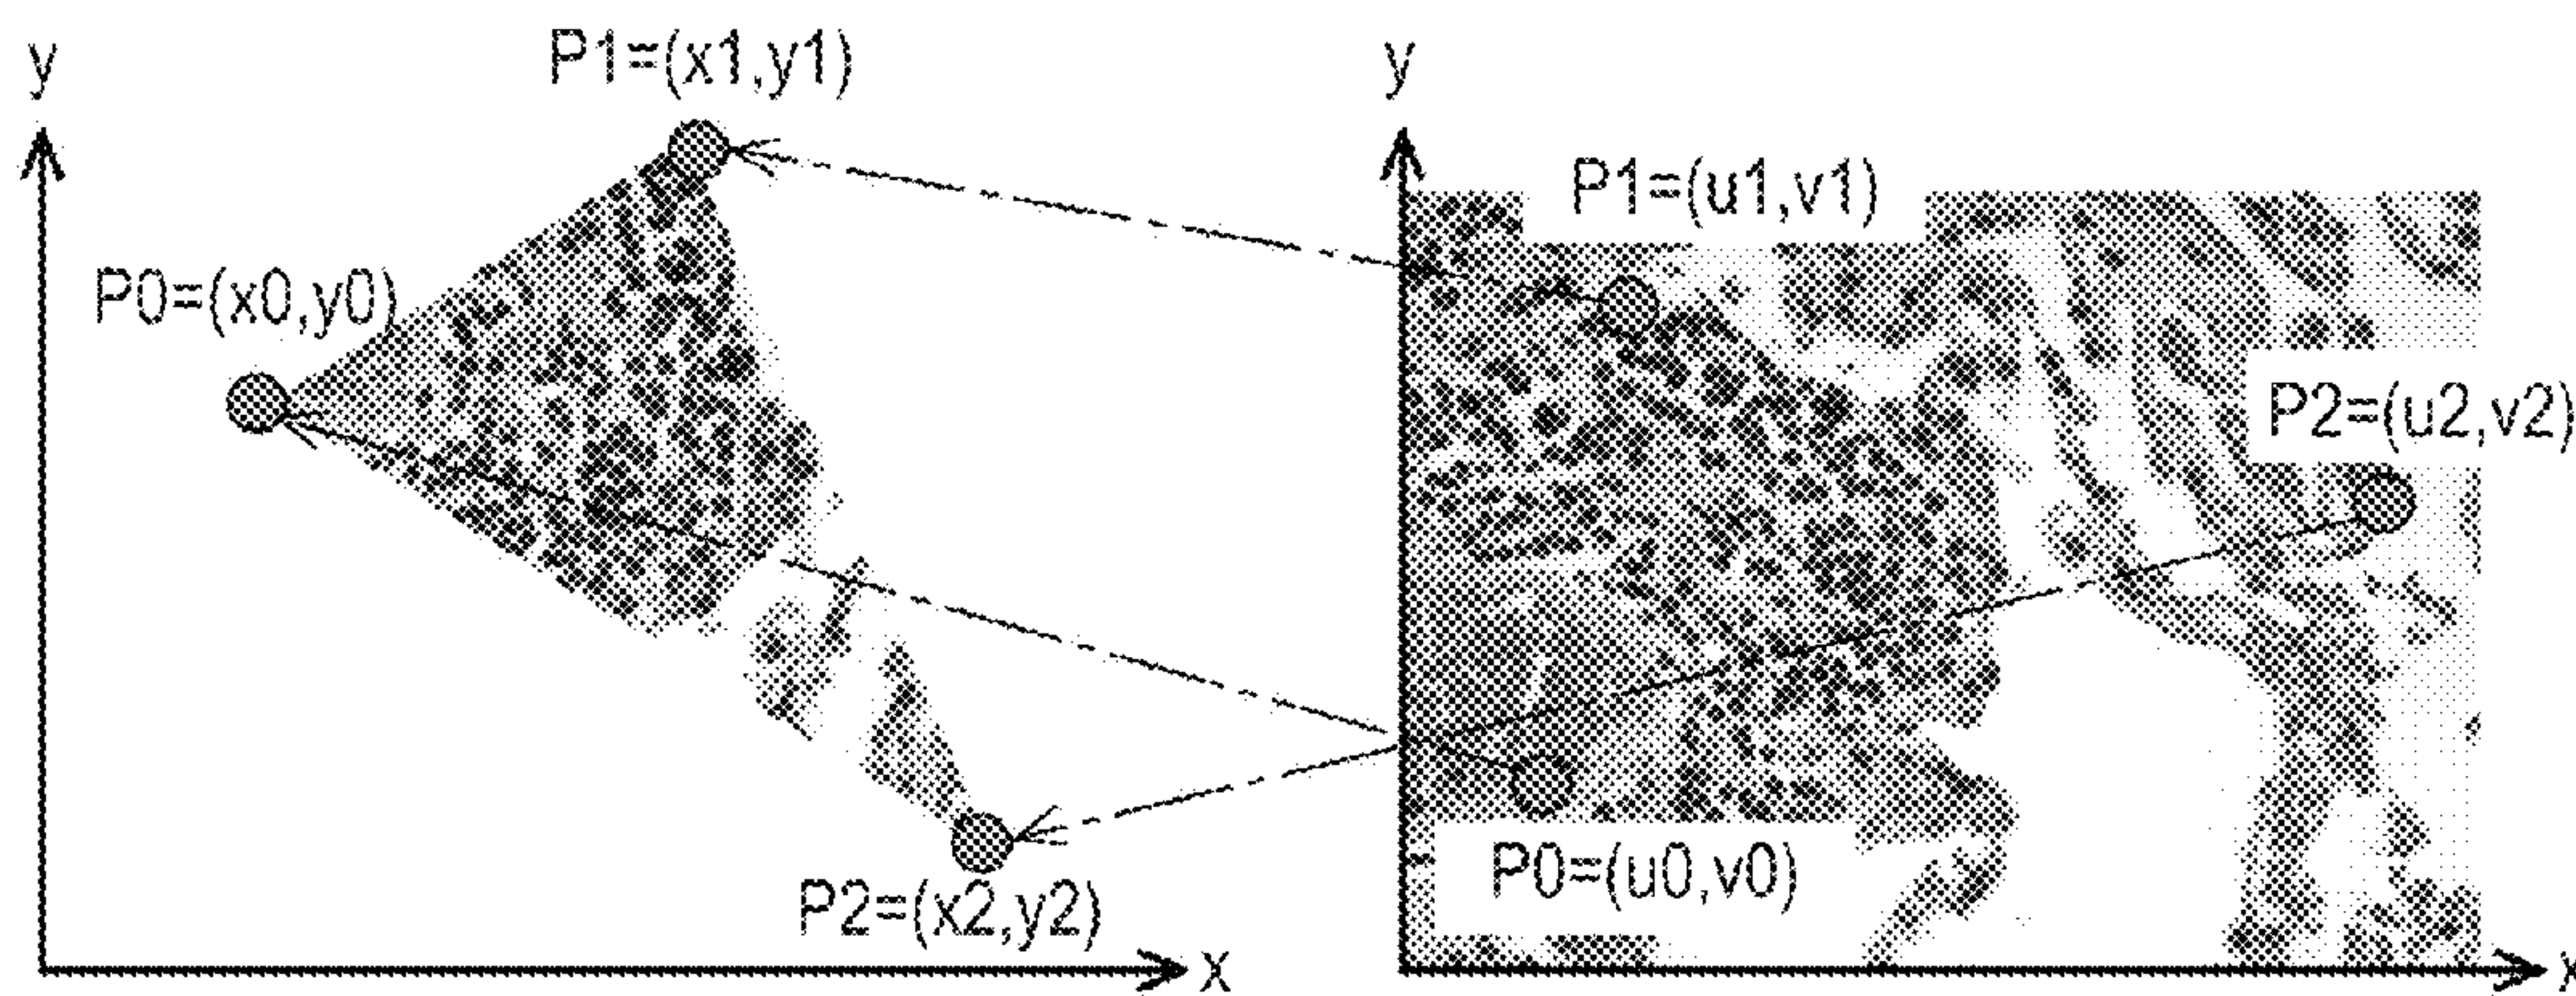 y
P1=(x1,y1)
P0=(x0,y0)
P2=(x2,y2)
x
y
P1=(u1,v1)
P2=(u2,v2)
P0=(u0,v0)
x